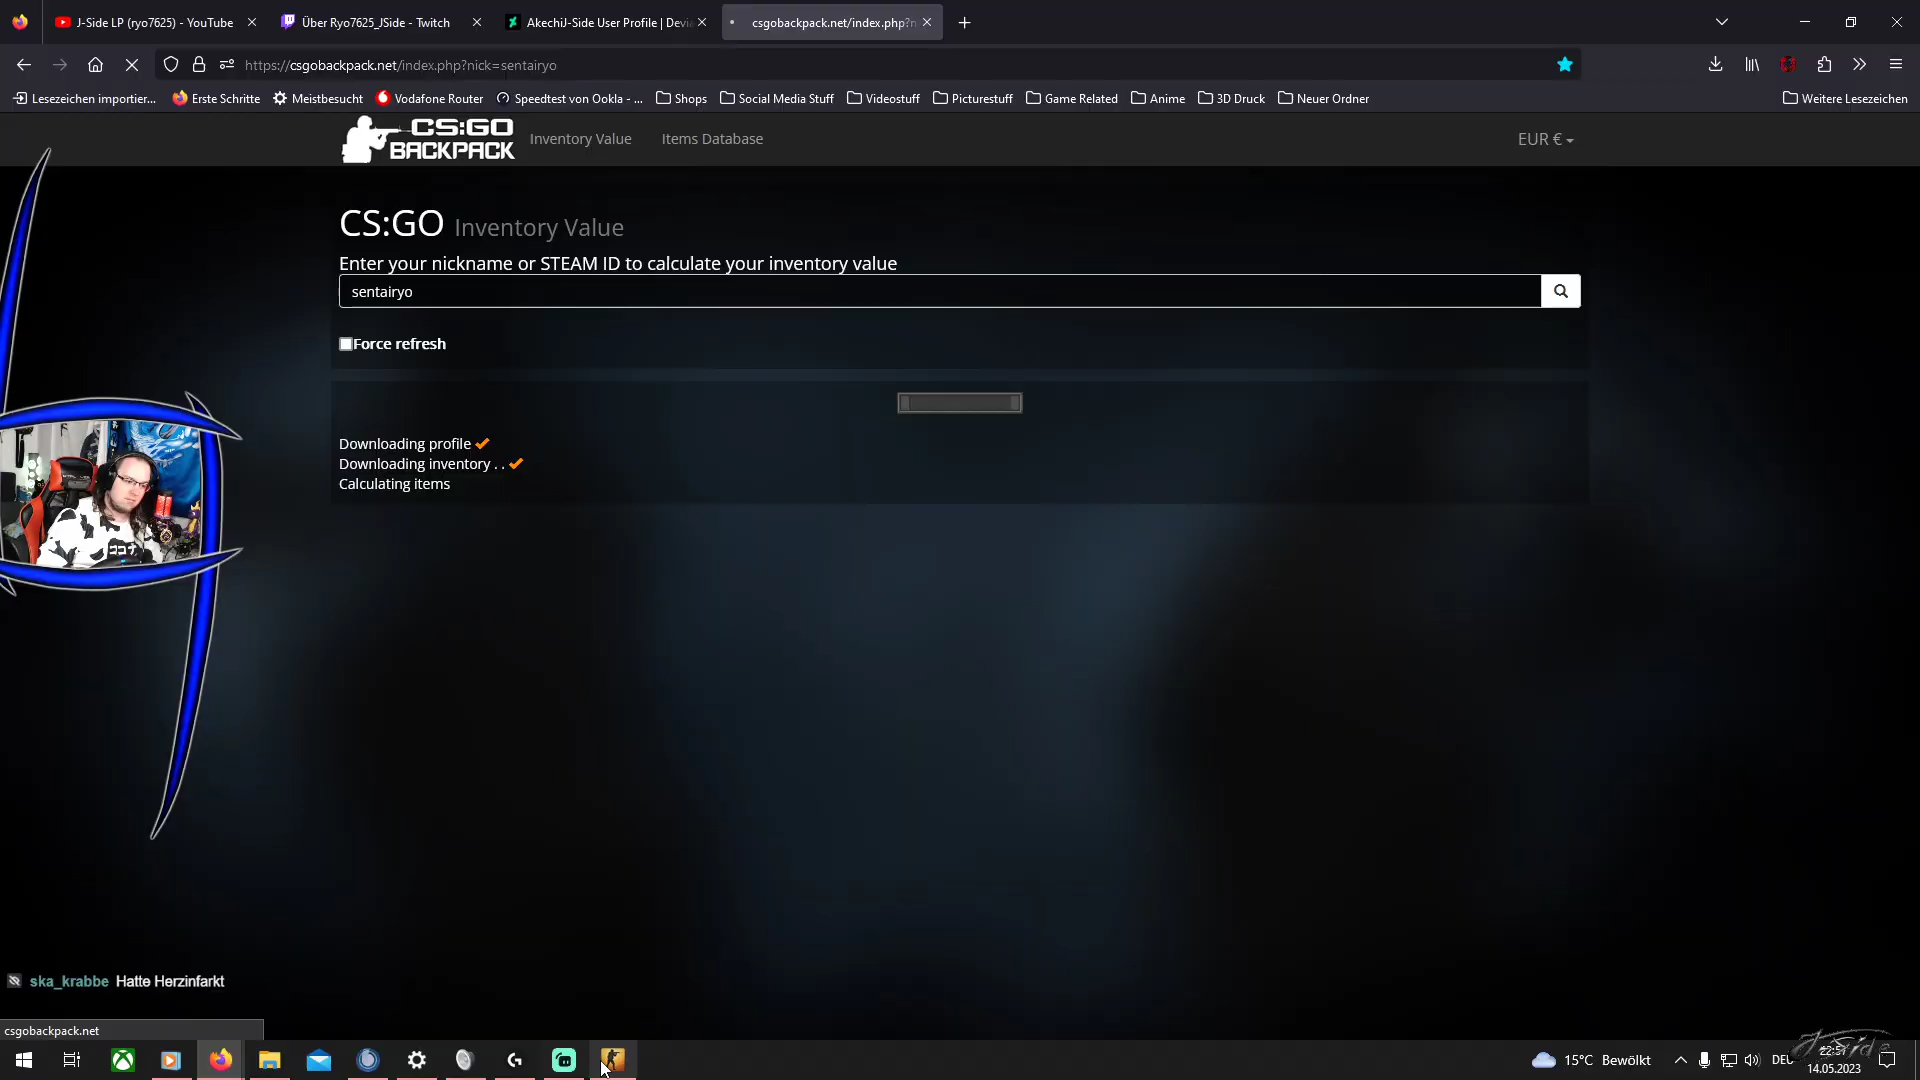 J-Side LP (ryo7625) - YouTube
Über Ryo7625_JSide - Twitch
AkechiJ-Side User Profile | Devia
csgobackpack.net/index.php?n
https://csgobackpack.net/index.php?nick=sentairyo
Lesezeichen importier...
Erste Schritte
Meistbesucht
Vodafone Router
Speedtest von Ookla - ...
Shops
Social Media Stuff
Videostuff
Picturestuff
Game Related
Anime
3D Druck
Neuer Ordner
Weitere Lesezeichen
CS:GO BACKPACK
Inventory Value
Items Database
EUR €
CS:GO Inventory Value
Enter your nickname or STEAM ID to calculate your inventory value
sentairyo
Force refresh
Downloading profile
Downloading inventory . .
Calculating items
ska_krabbe Hatte Herzinfarkt
csgobackpack.net
15°C Bewölkt
DEU
14.05.2023